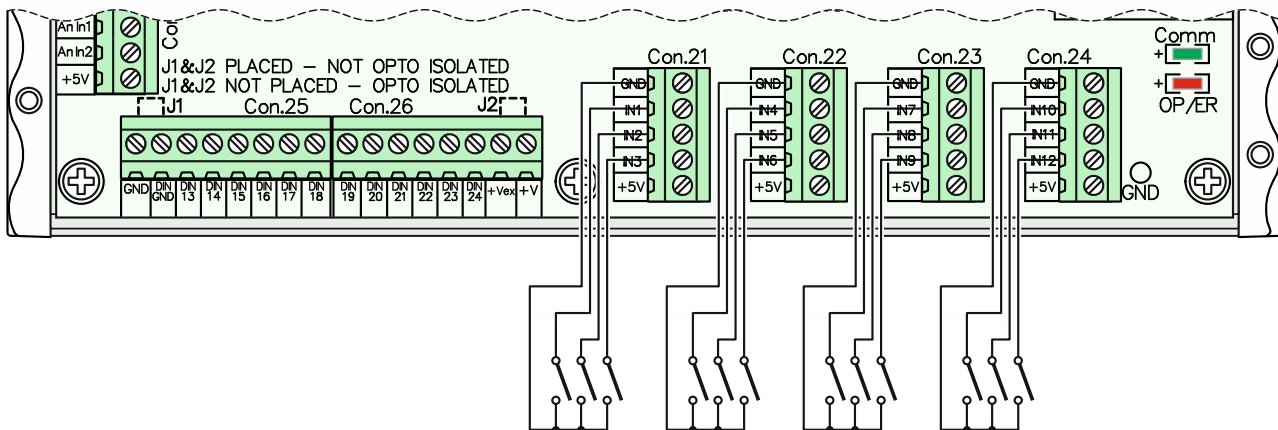 An In1
An In2
+5V
Co
J1&J2 PLACED - NOT OPTO ISOLATED
J1&J2 NOT PLACED - OPTO ISOLATED
J1
Con.25
Con.26
J2
GND
DIN GND
DIN 13
DIN 14
DIN 15
DIN 16
DIN 17
DIN 18
DIN 19
DIN 20
DIN 21
DIN 22
DIN 23
DIN 24
+Vex
+V
Con.21
GND
IN1
IN2
IN3
+5V
Con.22
GND
IN4
IN5
IN6
+5V
Con.23
GND
IN7
IN8
IN9
+5V
Con.24
GND
IN10
IN11
IN12
+5V
Comm
+
+
OP/ER
GND